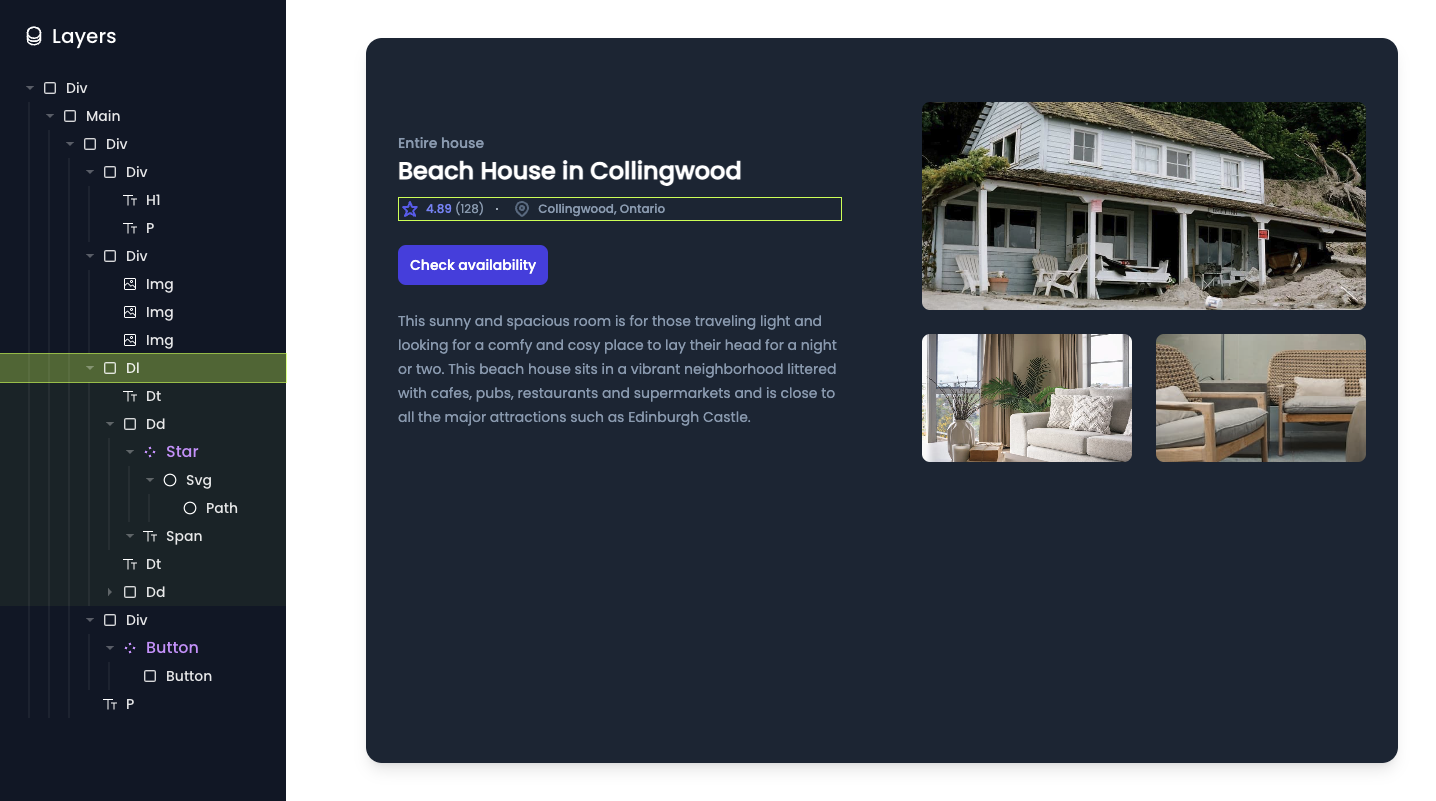 Layers
Div
Main
Div
Div
H1
P
Div
Img
Img
Img
Dl
Dt
Dd
Star
Svg
Path
Span
Dt
Dd
Div
Button
Button
P
Entire house
Beach House in Collingwood
4.89 (128) · Collingwood, Ontario
Check availability
This sunny and spacious room is for those traveling light and
looking for a comfy and cosy place to lay their head for a night
or two. This beach house sits in a vibrant neighborhood littered
with cafes, pubs, restaurants and supermarkets and is close to
all the major attractions such as Edinburgh Castle.